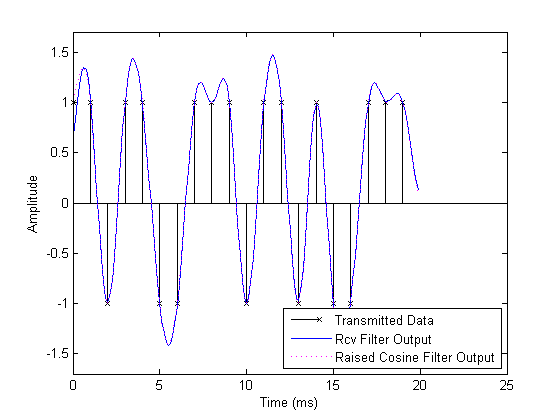 1.5
1
0.5
0
-0.5
-1
-1.5
Amplitude
Transmitted Data
Rcv Filter Output
Raised Cosine Filter Output
0 5 10 15 20 25
Time (ms)